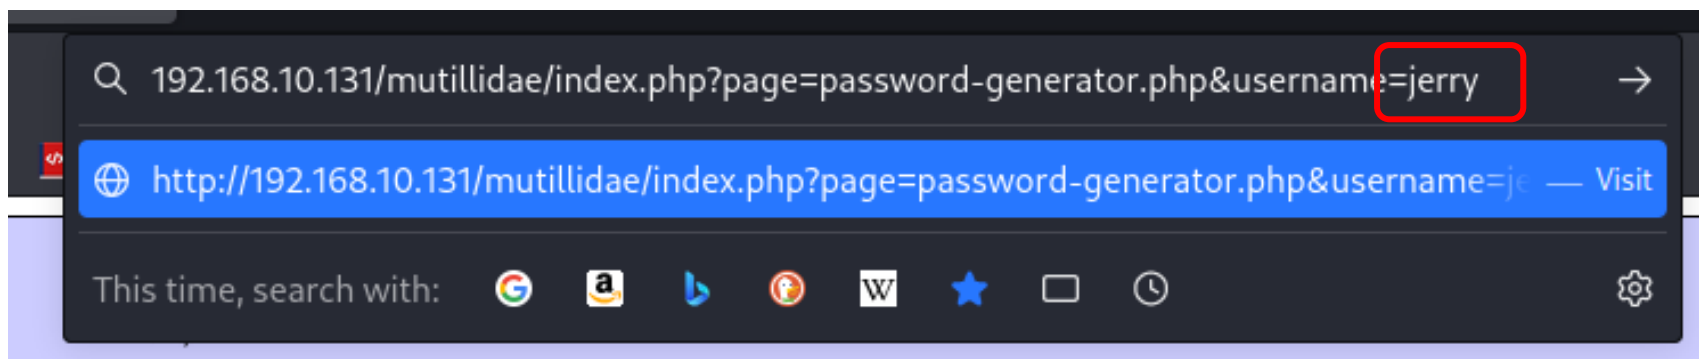 192.168.10.131/mutillidae/index.php?page=password-generator.php&username=jerry
http://192.168.10.131/mutillidae/index.php?page=password-generator.php&username=je — Visit
This time, search with: